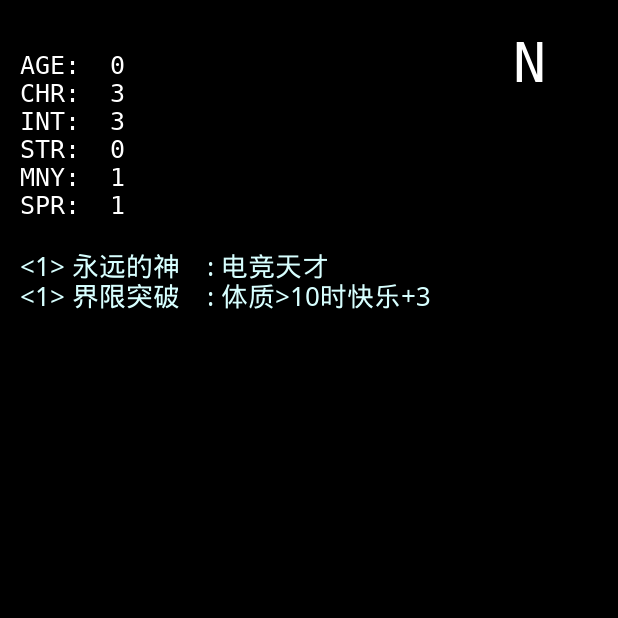 N
AGE: 0
CHR: 3
INT: 3
STR: 0
MNY: 1
SPR: 1
<1> 永远的神 : 电竞天才
<1> 界限突破 : 体质>10时快乐+3